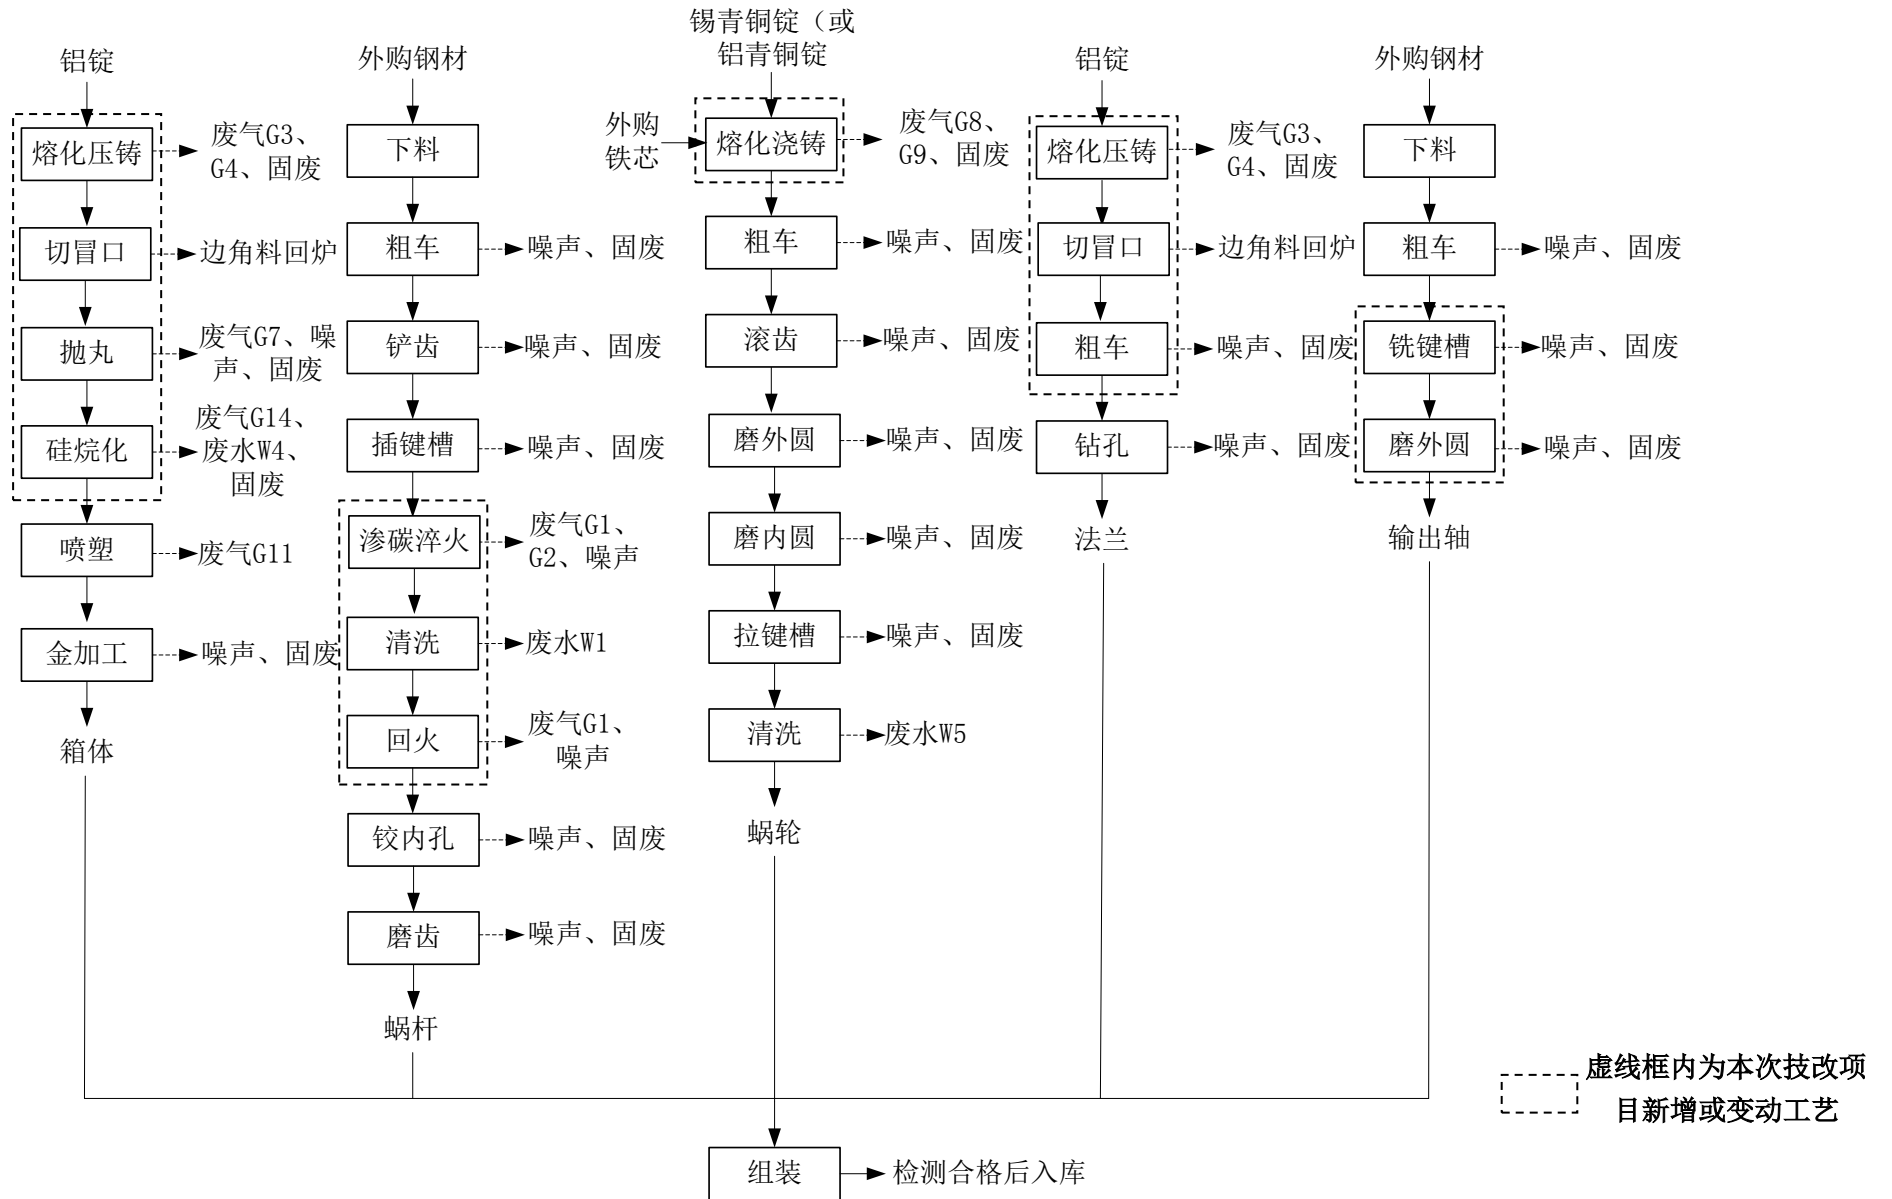 铝锭
熔化压铸
废气G3、
G4、固废
切冒口
边角料回炉
抛丸
废气G7、噪
声、固废
硅烷化
废气G14、
废水W4、
固废
喷塑
废气G11
金加工
噪声、固废
箱体
外购钢材
下料
粗车
噪声、固废
铲齿
噪声、固废
插键槽
噪声、固废
渗碳淬火
废气G1、
G2、噪声
清洗
废水W1
回火
废气G1、
噪声
铰内孔
噪声、固废
磨齿
噪声、固废
蜗杆
锡青铜锭（或
铝青铜锭
外购
铁芯
熔化浇铸
废气G8、
G9、固废
粗车
噪声、固废
滚齿
噪声、固废
磨外圆
噪声、固废
磨内圆
噪声、固废
拉键槽
噪声、固废
清洗
废水W5
蜗轮
铝锭
熔化压铸
废气G3、
G4、固废
切冒口
边角料回炉
粗车
噪声、固废
钻孔
噪声、固废
法兰
外购钢材
下料
粗车
噪声、固废
铣键槽
噪声、固废
磨外圆
噪声、固废
输出轴
虚线框内为本次技改项
目新增或变动工艺
组装
检测合格后入库